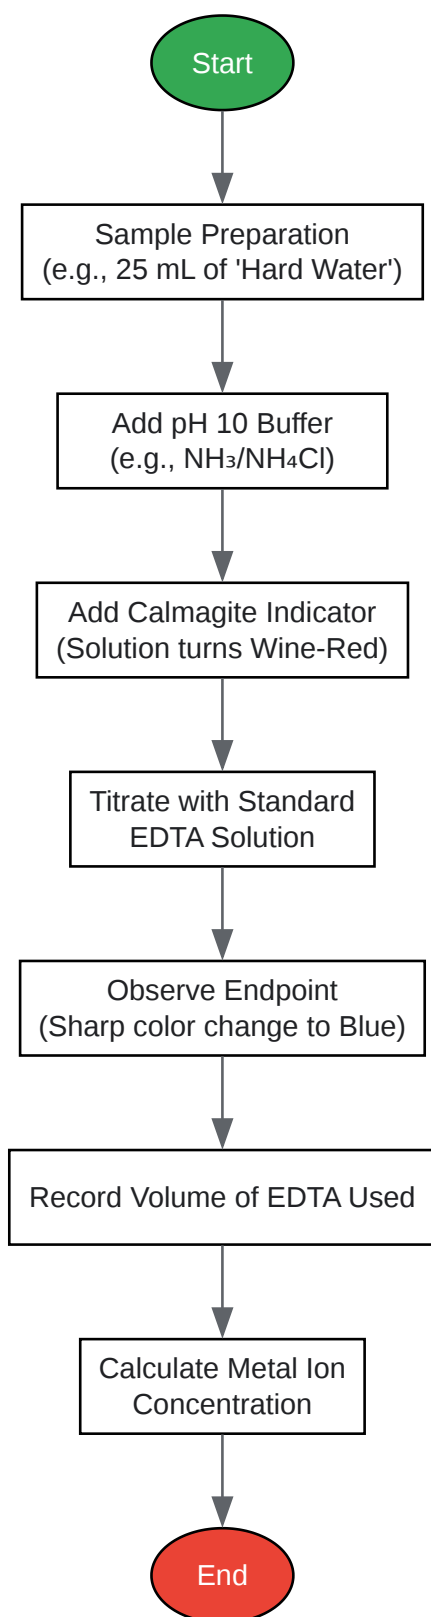 Start
Sample Preparation
(e.g., 25 mL of 'Hard Water')
Add pH 10 Buffer
(e.g., NH₃/NH₄Cl)
Add Calmagite Indicator
(Solution turns Wine-Red)
Titrate with Standard
EDTA Solution
Observe Endpoint
(Sharp color change to Blue)
Record Volume of EDTA Used
Calculate Metal Ion
Concentration
End